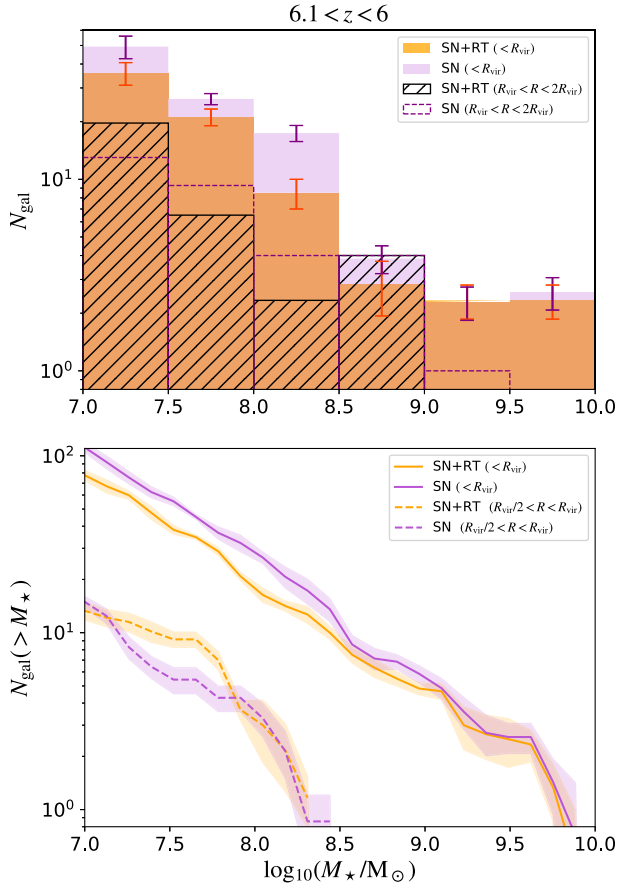 6.1 < z < 6
SN+RT (< R_vir)
SN (< R_vir)
SN+RT (R_vir < R < 2R_vir)
SN (R_vir < R < 2R_vir)
N_gal
10^1
10^0
7.0 7.5 8.0 8.5 9.0 9.5 10.0
SN+RT (< R_vir)
SN (< R_vir)
SN+RT (R_vir/2 < R < R_vir)
SN (R_vir/2 < R < R_vir)
N_gal(> M_⋆)
10^2
10^1
10^0
7.0 7.5 8.0 8.5 9.0 9.5 10.0
log_10(M_⋆/M_⊙)